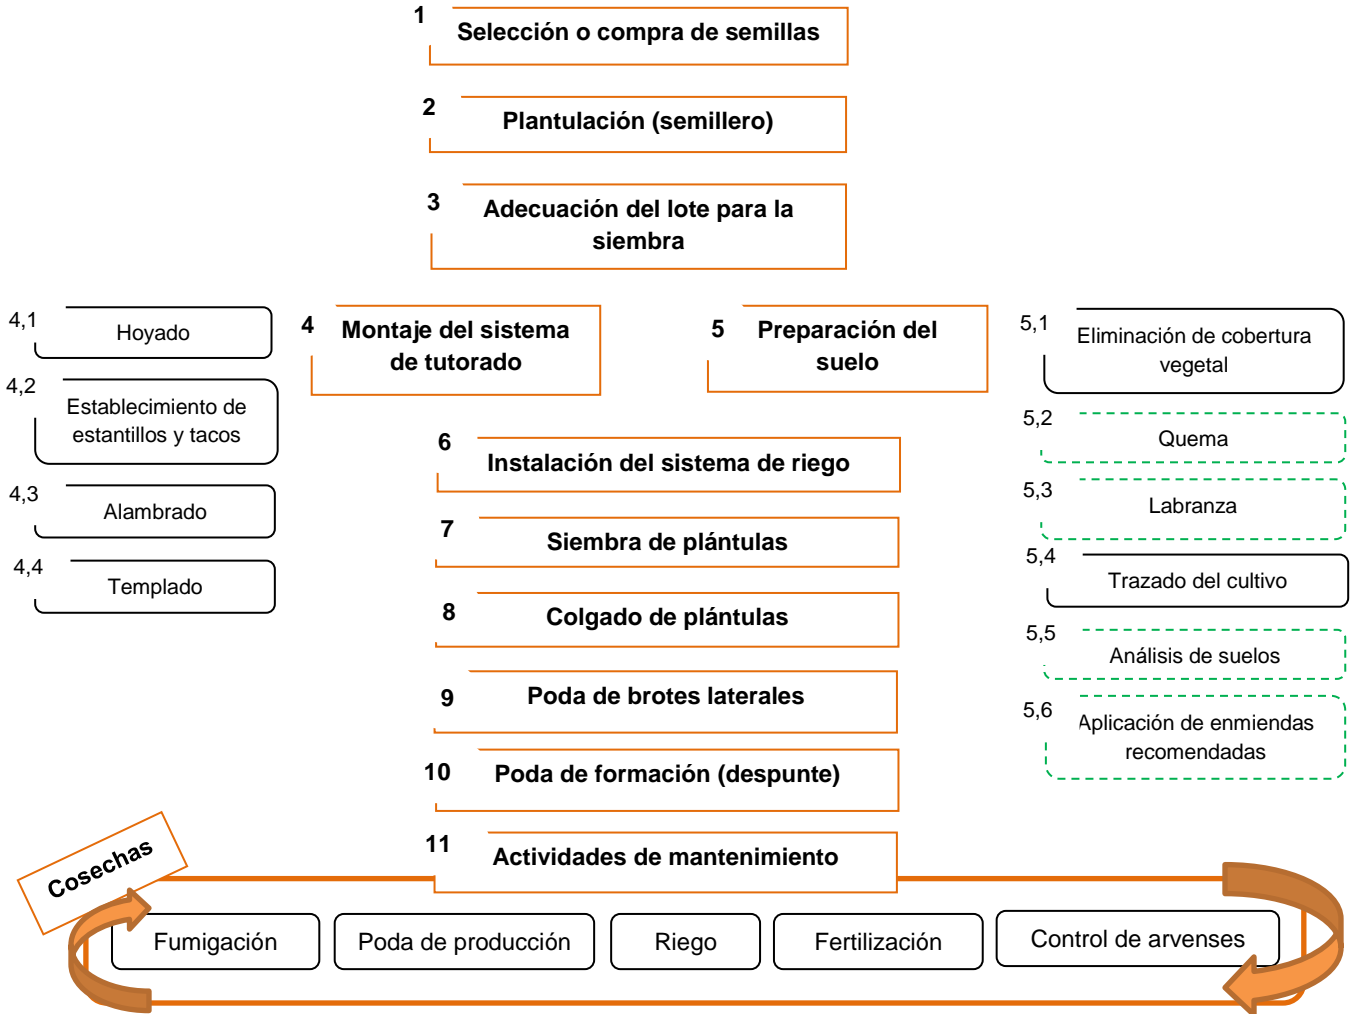 1
Selección o compra de semillas
2
Plantulación (semillero)
3
Adecuación del lote para la
siembra
4,1
Hoyado
4,2
Establecimiento de
estantillos y tacos
4,3
Alambrado
4,4
Templado
4
Montaje del sistema
de tutorado
5
Preparación del
suelo
5,1
Eliminación de cobertura
vegetal
5,2
Quema
5,3
Labranza
5,4
Trazado del cultivo
5,5
Análisis de suelos
5,6
Aplicación de enmiendas
recomendadas
6
Instalación del sistema de riego
7
Siembra de plántulas
8
Colgado de plántulas
9
Poda de brotes laterales
10
Poda de formación (despunte)
11
Actividades de mantenimiento
Cosechas
Fumigación
Poda de producción
Riego
Fertilización
Control de arvenses